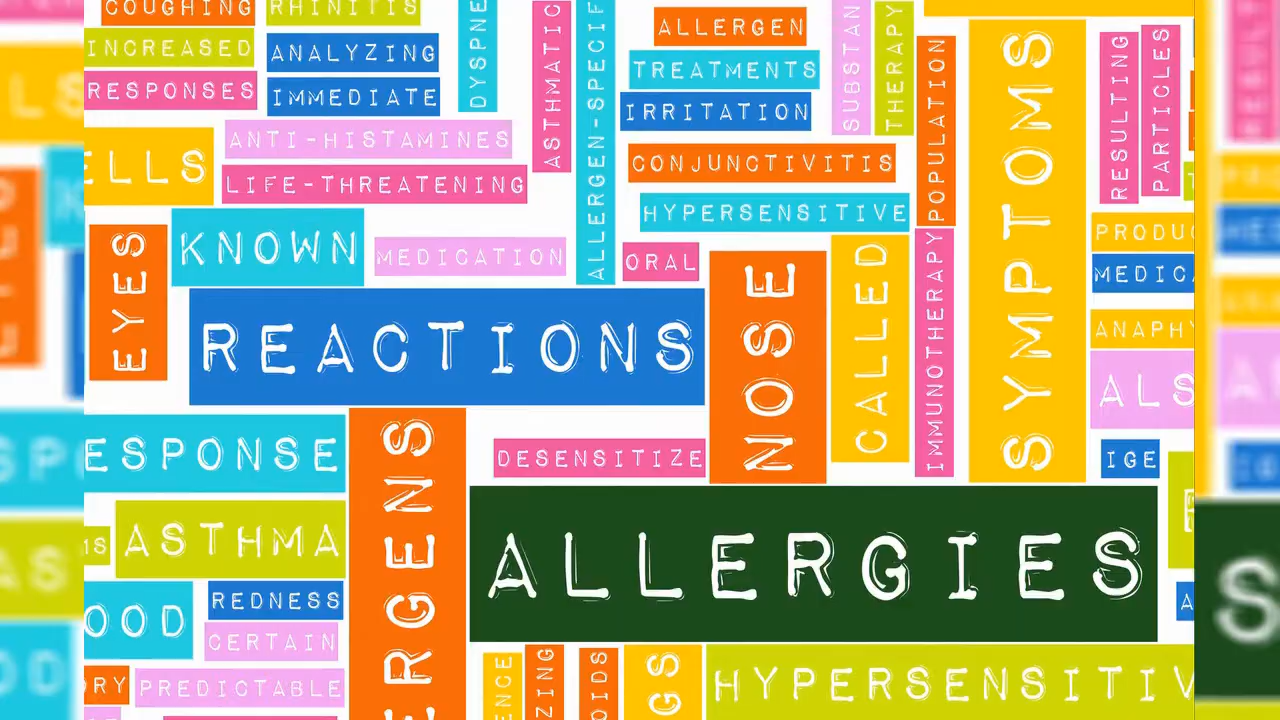 COUGHING
RHINITIS
INCREASED
ANALYZING
RESPONSES
IMMEDIATE
ANTI-HISTAMINES
ELLS
LIFE-THREATENING
DYSPNE
ASTHMATIC
ALLERGEN-SPECIF
ALLERGEN
TREATMENTS
IRRITATION
CONJUNCTIVITIS
HYPERSENSITIVE
SUBSTAN
THERAPY
POPULATION
SYMPTOMS
RESULTING
PARTICLES
EYES
KNOWN
MEDICATION
ORAL
REACTIONS
NOSE
CALLED
IMMUNOTHERAPY
PRODUC
MEDICA
ANAPHY
ALS
IGE
ESPONSE
ERGENS
DESENSITIZE
ASTHMA
ALLERGIES
OOD
REDNESS
CERTAIN
RY
PREDICTABLE
ENCE
ZING
OIDS
GS
HYPERSENSITIV